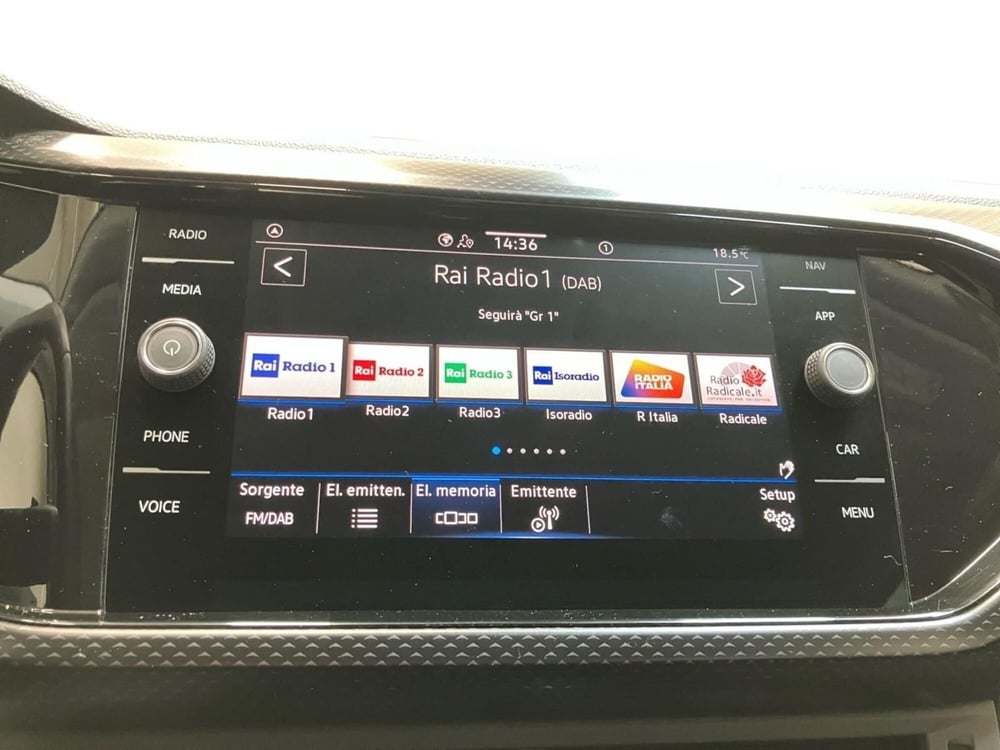 RADIO
MEDIA
PHONE
VOICE
14:36
1
18.5°C
<
Rai Radio1 (DAB)
>
Seguirà "Gr 1"
Rai Radio 1
Rai Radio 2
Rai Radio 3
Rai Isoradio
RADIO ITALIA
Radio Radicale.it
Radio1
Radio2
Radio3
Isoradio
R Italia
Radicale
Sorgente
FM/DAB
El. emitten.
El. memoria
Emittente
Setup
NAV
APP
CAR
MENU